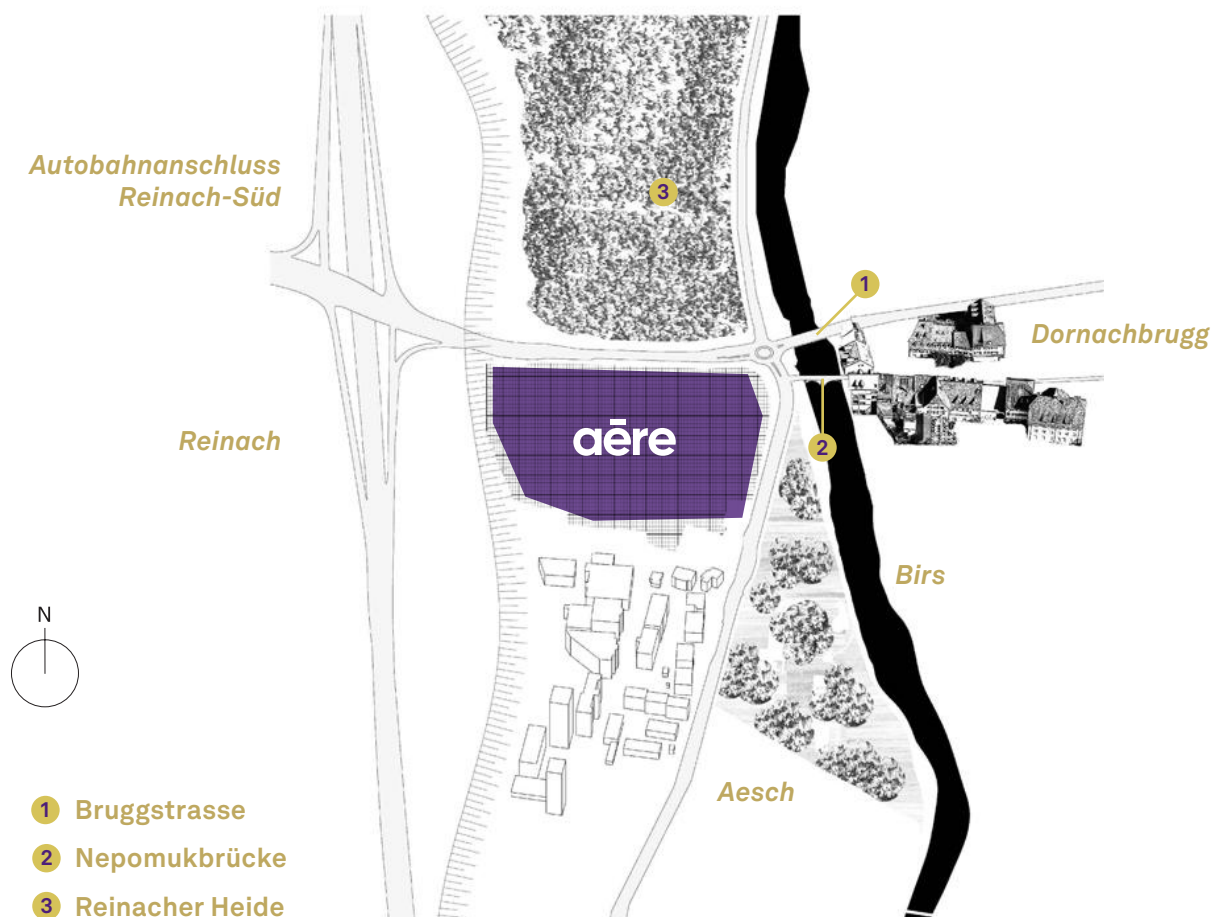 Autobahnanschluss
Reinach-Süd
3
1
Dornachbrugg
Reinach
aēre
2
Birs
N
Aesch
1 Bruggstrasse
2 Nepomukbrücke
3 Reinacher Heide